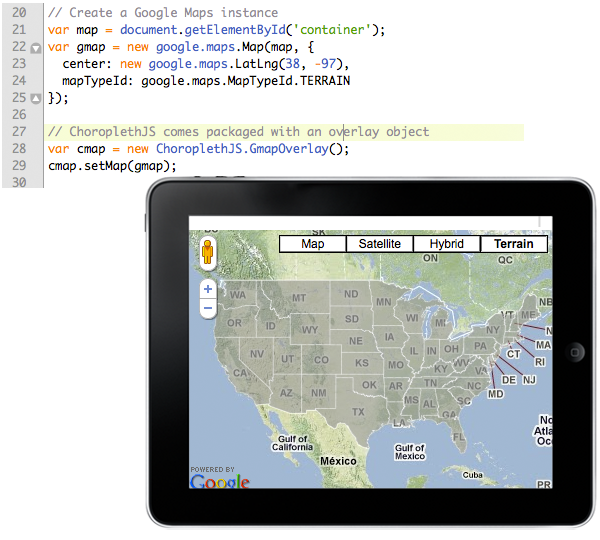 20 // Create a Google Maps instance
21 var map = document.getElementById('container');
22 var gmap = new google.maps.Map(map, {
23 center: new google.maps.LatLng(38, -97),
24 mapTypeId: google.maps.MapTypeId.TERRAIN
25 });
26
27 // ChoroplethJS comes packaged with an overlay object
28 var cmap = new ChoroplethJS.GmapOverlay();
29 cmap.setMap(gmap);
30
SK
Map Satellite Hybrid Terrain
ON QC
NB
WA MT ND MN VT ME
OR ID WY SD WI MI NY
MA
NE IA PA CT RI
NV UT CO IL IN OH
KS MO WV VA DE NJ
CA KY MD
AZ NM OK AR TN NC
MS AL SC
TX GA
LA
FL
Gulf of
California
Gulf of
Mexico
México
Cuba
PR
POWERED BY
Google